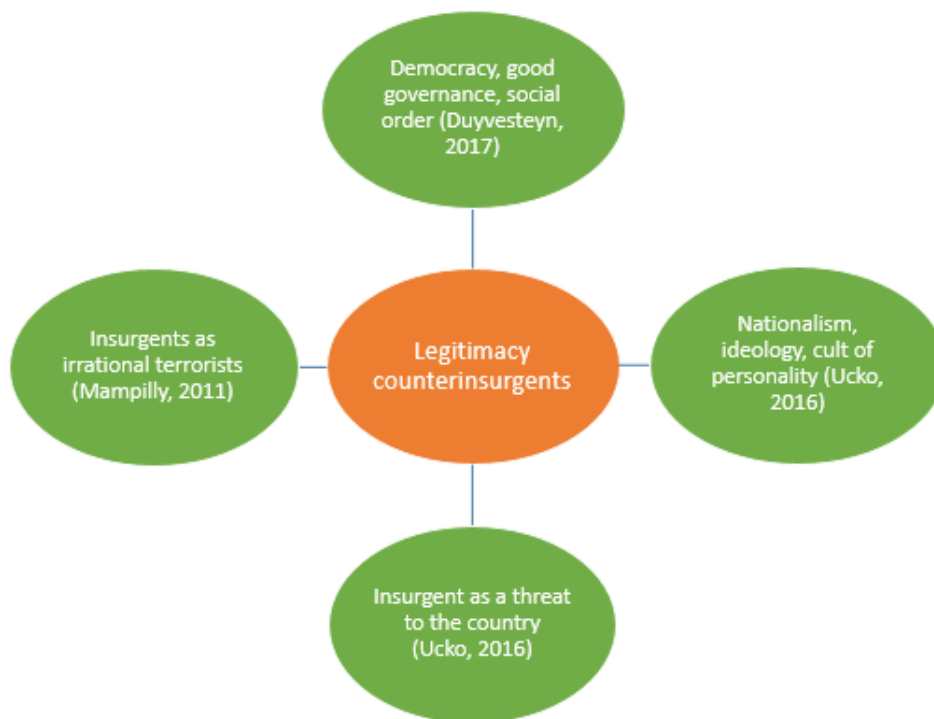 Democracy, good
governance, social
order (Duyvesteyn,
2017)
Insurgents as
irrational terrorists
(Mampilly, 2011)
Legitimacy
counterinsurgents
Nationalism,
ideology, cult of
personality (Ucko,
2016)
Insurgent as a threat
to the country
(Ucko, 2016)